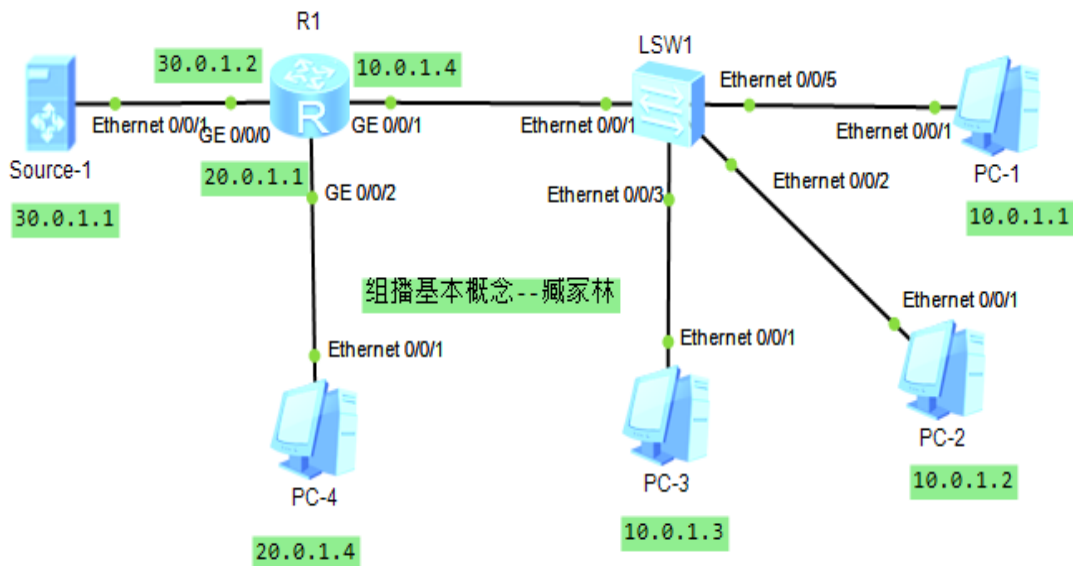 R1
LSW1
30.0.1.2
10.0.1.4
Ethernet 0/0/5
Ethernet 0/0/1
GE 0/0/0
GE 0/0/1
Ethernet 0/0/1
Ethernet 0/0/1
Source-1
20.0.1.1
Ethernet 0/0/2
PC-1
GE 0/0/2
Ethernet 0/0/3
30.0.1.1
10.0.1.1
组播基本概念--臧家林
Ethernet 0/0/1
Ethernet 0/0/1
Ethernet 0/0/1
PC-2
PC-4
PC-3
10.0.1.2
10.0.1.3
20.0.1.4